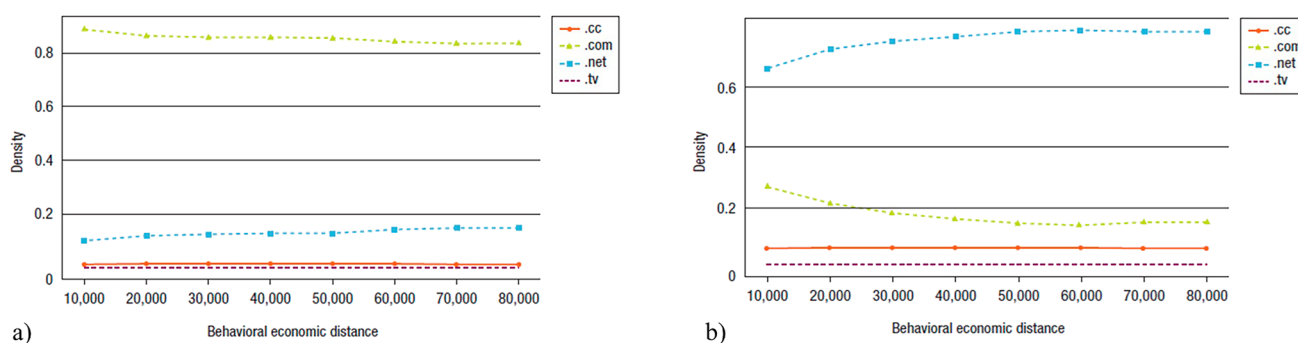 0.8
0.6
0.4
0.2
0
Density
10,000 20,000 30,000 40,000 50,000 60,000 70,000 80,000
Behavioral economic distance
.cc
.com
.net
.tv
a)
0.6
0.4
0.2
0
Density
10,000 20,000 30,000 40,000 50,000 60,000 70,000 80,000
Behavioral economic distance
.cc
.com
.net
.tv
b)